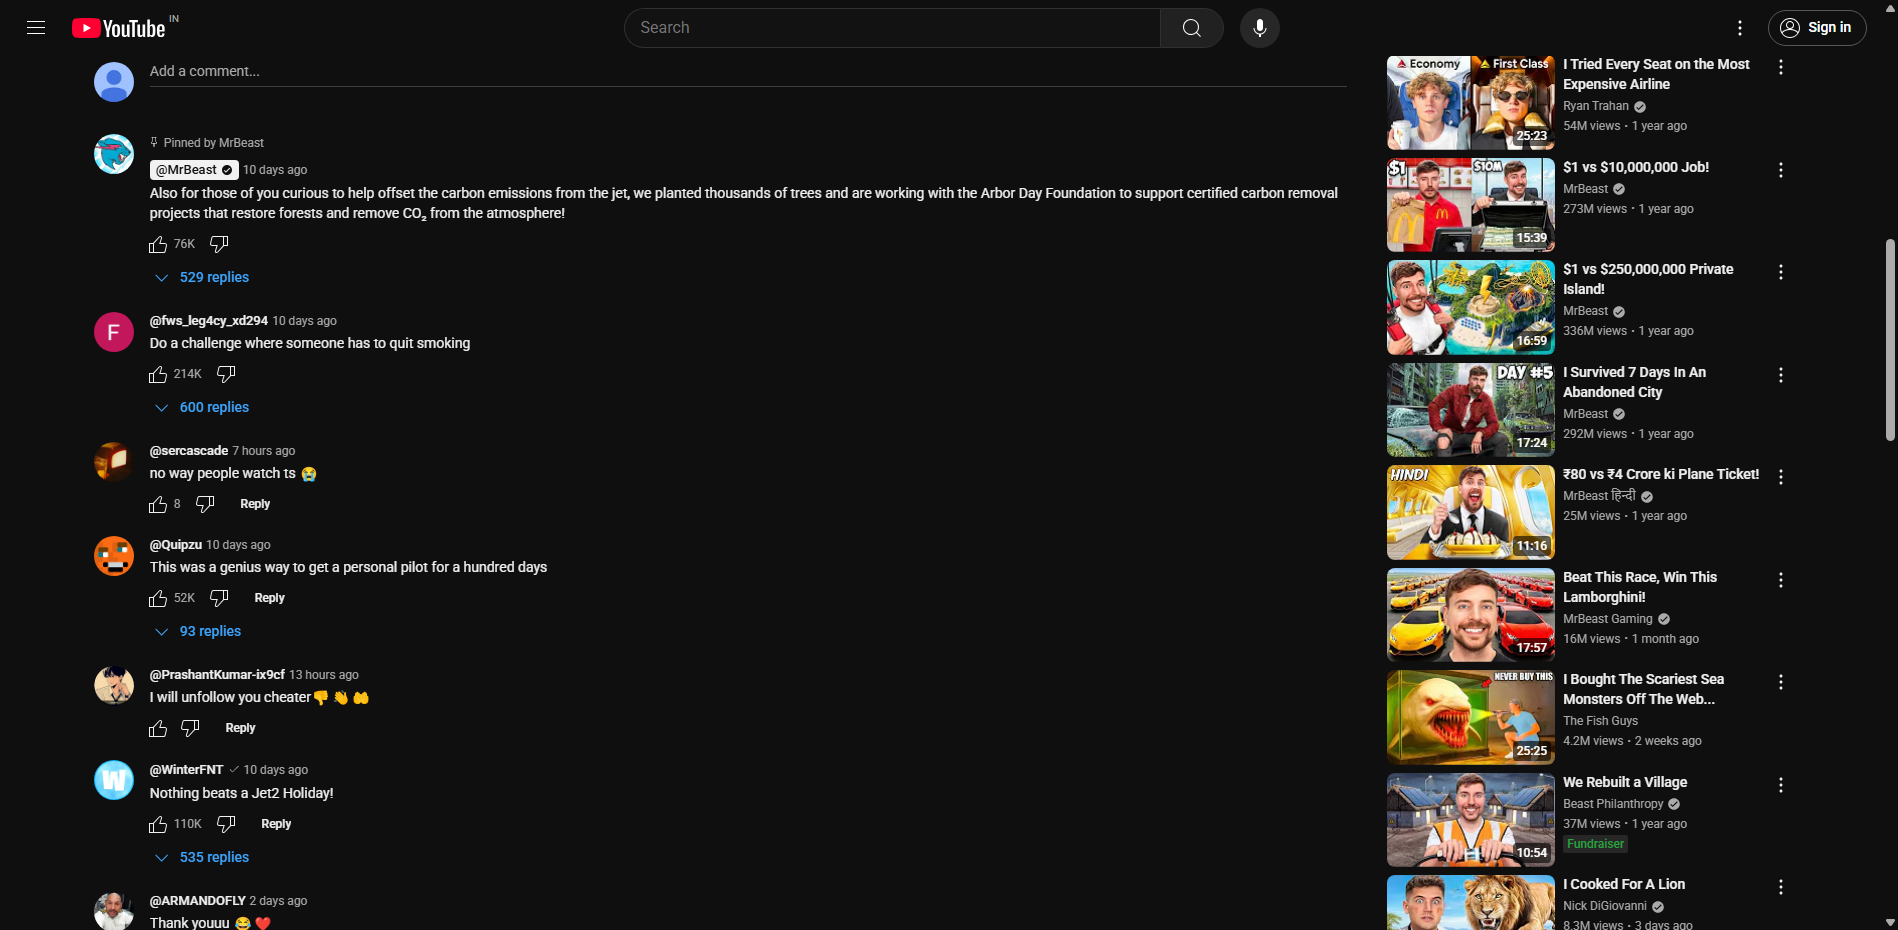 YouTube IN
Search
Sign in
Add a comment...
Pinned by MrBeast
@MrBeast 10 days ago
Also for those of you curious to help offset the carbon emissions from the jet, we planted thousands of trees and are working with the Arbor Day Foundation to support certified carbon removal
projects that restore forests and remove CO₂ from the atmosphere!
76K
529 replies
F
@fws_leg4cy_xd294 10 days ago
Do a challenge where someone has to quit smoking
214K
600 replies
@sercascade 7 hours ago
no way people watch ts 😭
8 Reply
@Quipzu 10 days ago
This was a genius way to get a personal pilot for a hundred days
52K Reply
93 replies
@PrashantKumar-ix9cf 13 hours ago
I will unfollow you cheater👎 👋 🤲
Reply
W
@WinterFNT 10 days ago
Nothing beats a Jet2 Holiday!
110K Reply
535 replies
@ARMANDOFLY 2 days ago
Thank youuu 😂 ❤️
Economy First Class
25:23
I Tried Every Seat on the Most
Expensive Airline
Ryan Trahan
54M views • 1 year ago
$1 $10M
15:39
$1 vs $10,000,000 Job!
MrBeast
273M views • 1 year ago
16:59
$1 vs $250,000,000 Private
Island!
MrBeast
336M views • 1 year ago
DAY #5
17:24
I Survived 7 Days In An
Abandoned City
MrBeast
292M views • 1 year ago
HINDI
11:16
₹80 vs ₹4 Crore ki Plane Ticket!
MrBeast हिन्दी
25M views • 1 year ago
17:57
Beat This Race, Win This
Lamborghini!
MrBeast Gaming
16M views • 1 month ago
NEVER BUY THIS
25:25
I Bought The Scariest Sea
Monsters Off The Web...
The Fish Guys
4.2M views • 2 weeks ago
10:54
We Rebuilt a Village
Beast Philanthropy
37M views • 1 year ago
Fundraiser
I Cooked For A Lion
Nick DiGiovanni
8.3M views • 3 days ago